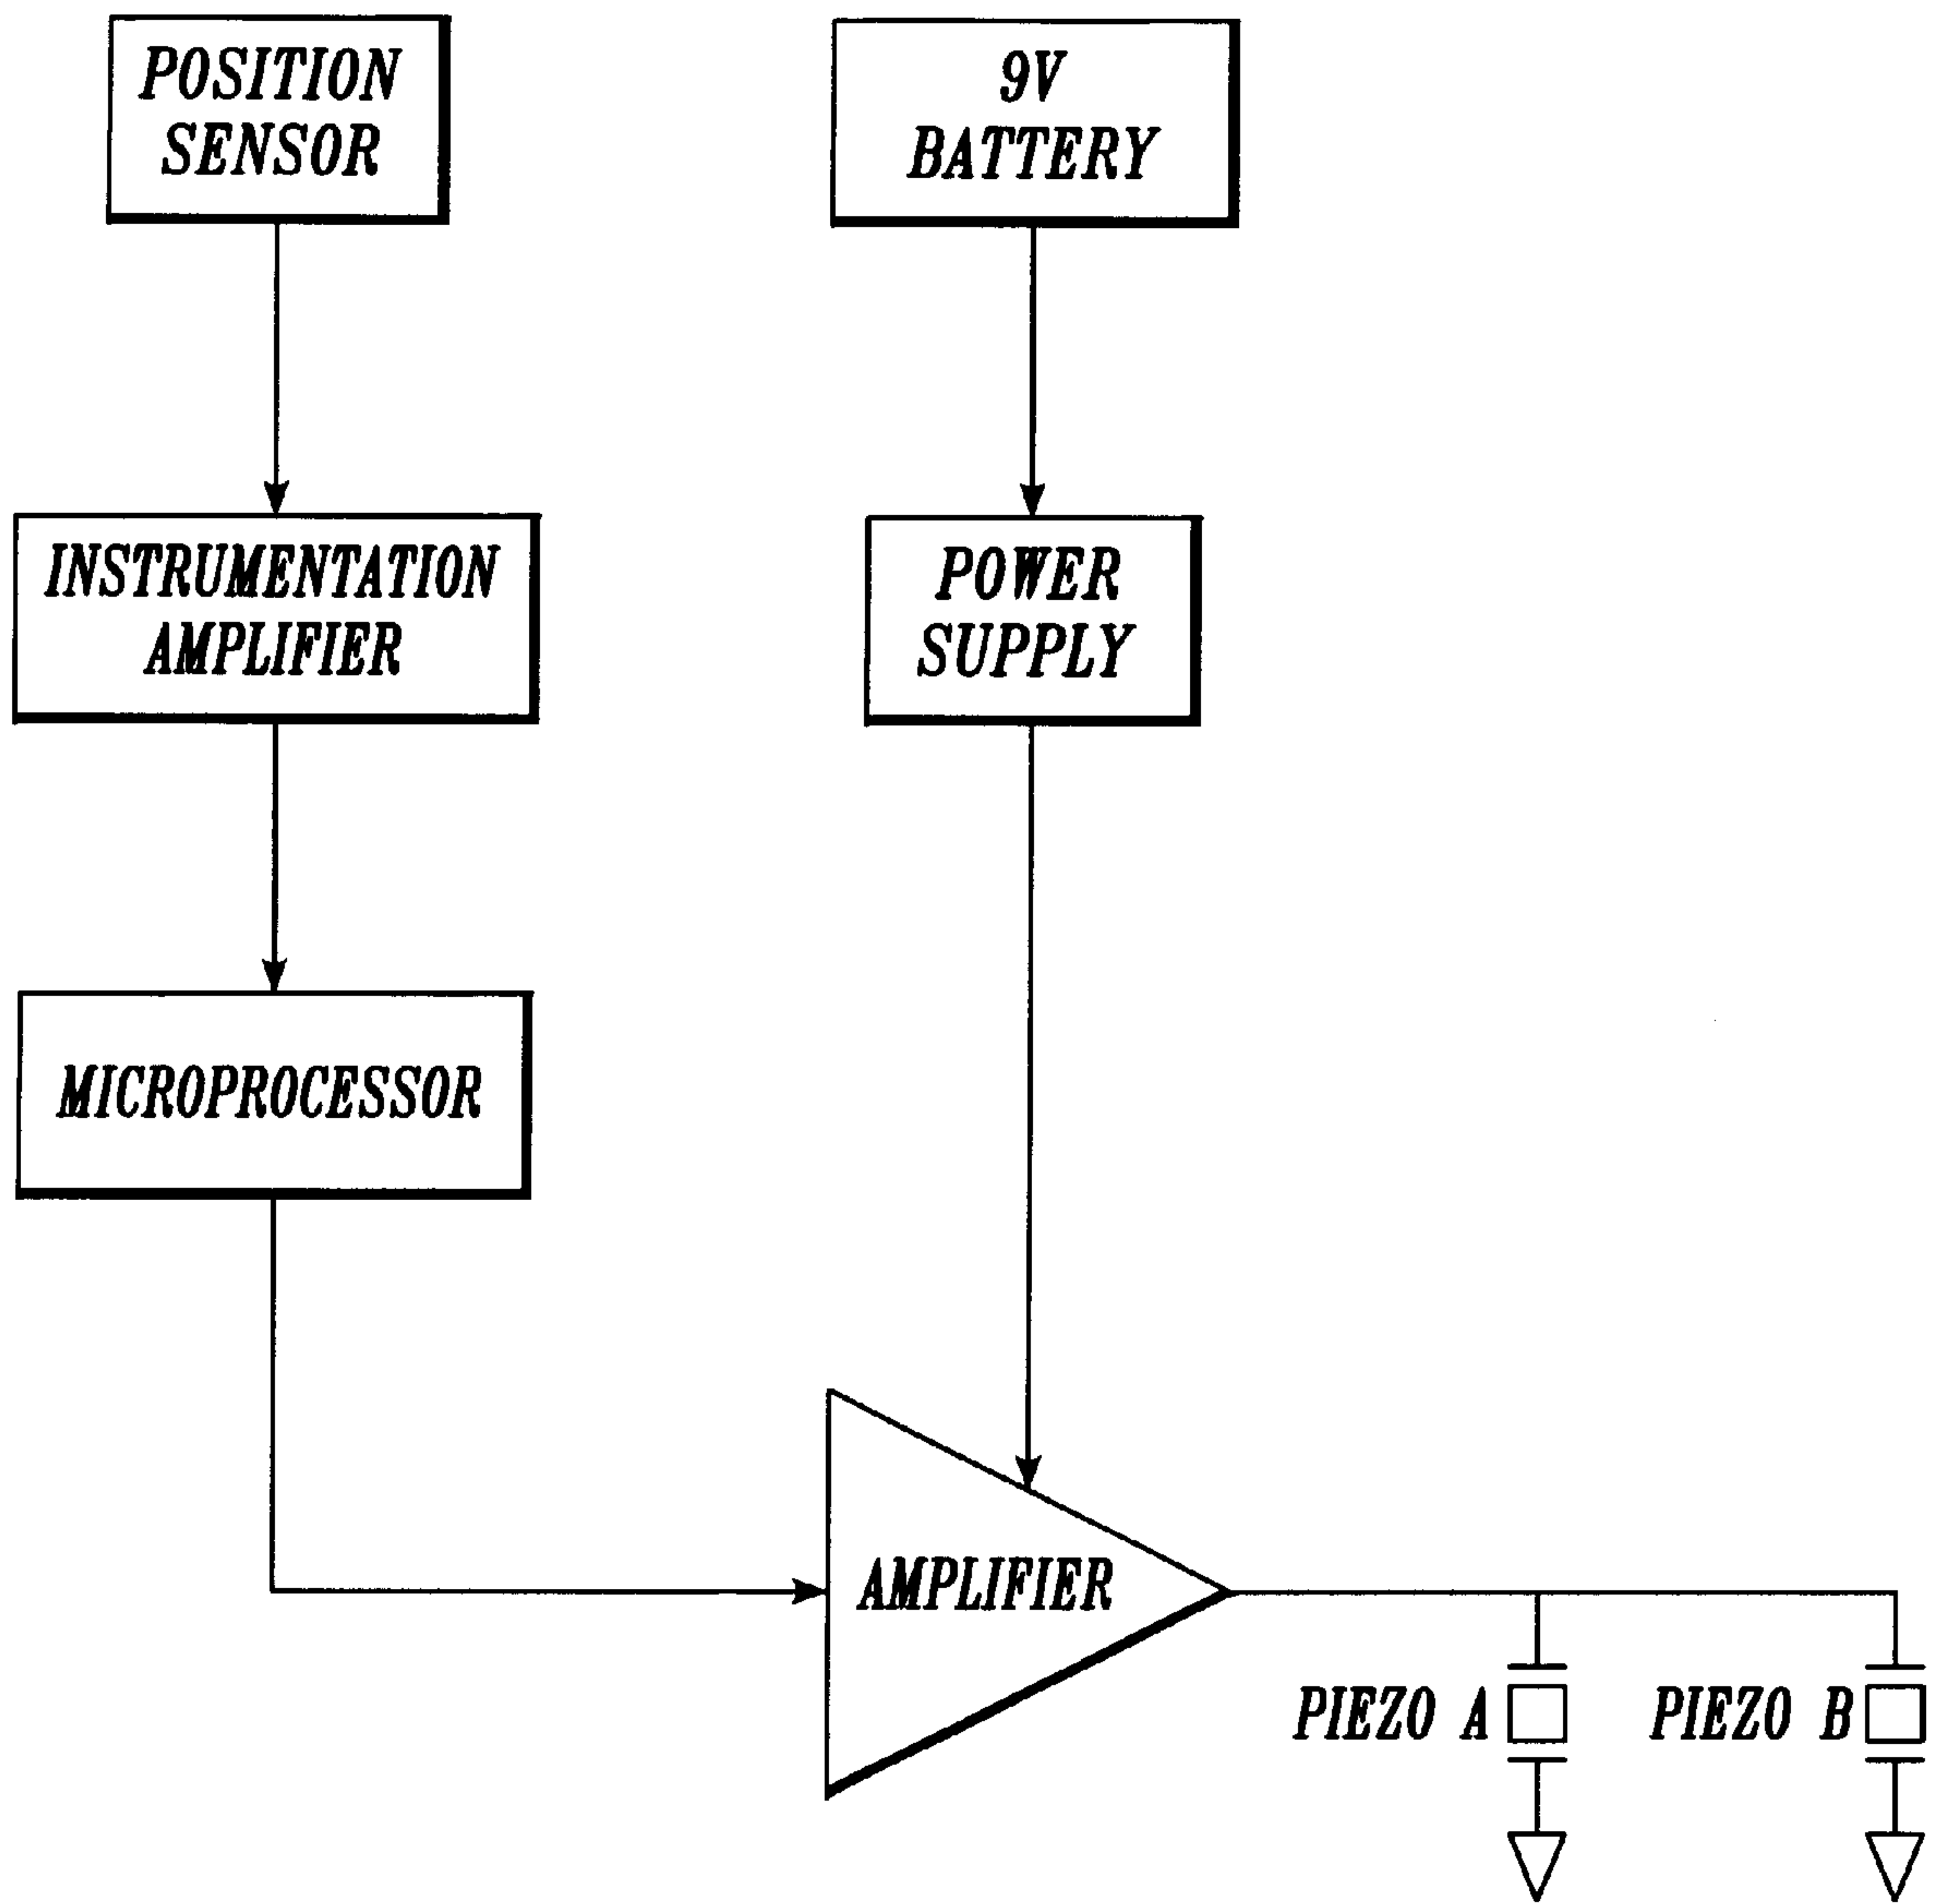 POSITION
SENSOR
9V
BATTERY
INSTRUMENTATION
AMPLIFIER
POWER
SUPPLY
MICROPROCESSOR
AMPLIFIER
PIEZO A
PIEZO B